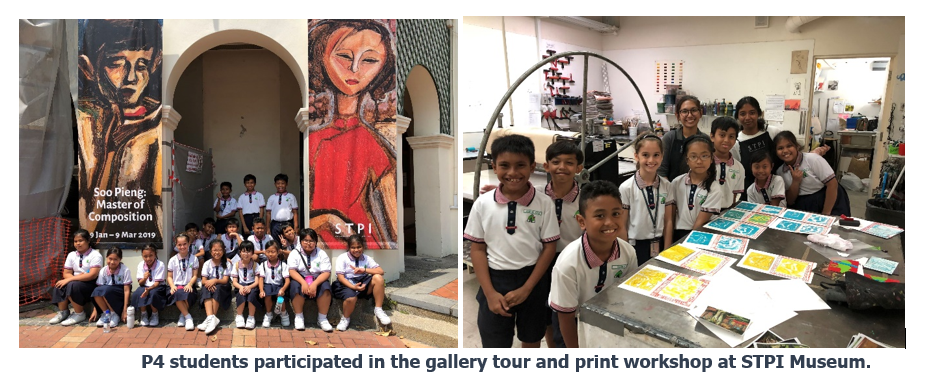 Soo Pieng:
Master of
Composition
9 Jan – 9 Mar 2019
STPI
STPI
P4 students participated in the gallery tour and print workshop at STPI Museum.